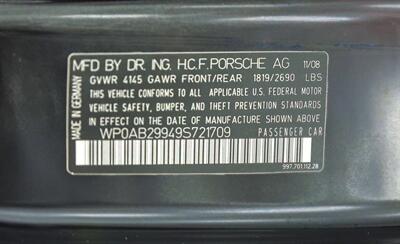 MFD BY DR. ING. H.C.F. PORSCHE AG 11/08
GVWR 4145 GAWR FRONT/REAR 1819/2690 LBS
THIS VEHICLE CONFORMS TO ALL APPLICABLE U.S. FEDERAL MOTOR
VEHICLE SAFETY, BUMPER, AND THEFT PREVENTION STANDARDS
IN EFFECT ON THE DATE OF MANUFACTURE SHOWN ABOVE.
WP0AB29949S721709 PASSENGER CAR
997.701.112.28
MADE IN GERMANY